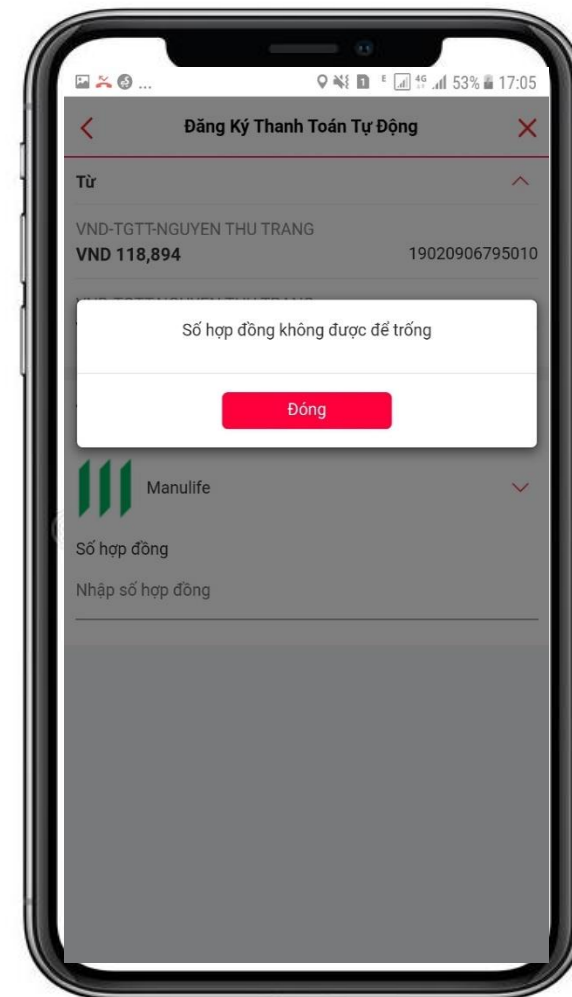 ... E 4G 53% 17:05
Đăng Ký Thanh Toán Tự Động
Từ
VND-TGTT-NGUYEN THU TRANG
VND 118,894 19020906795010
Số hợp đồng không được để trống
Đóng
Manulife
Số hợp đồng
Nhập số hợp đồng